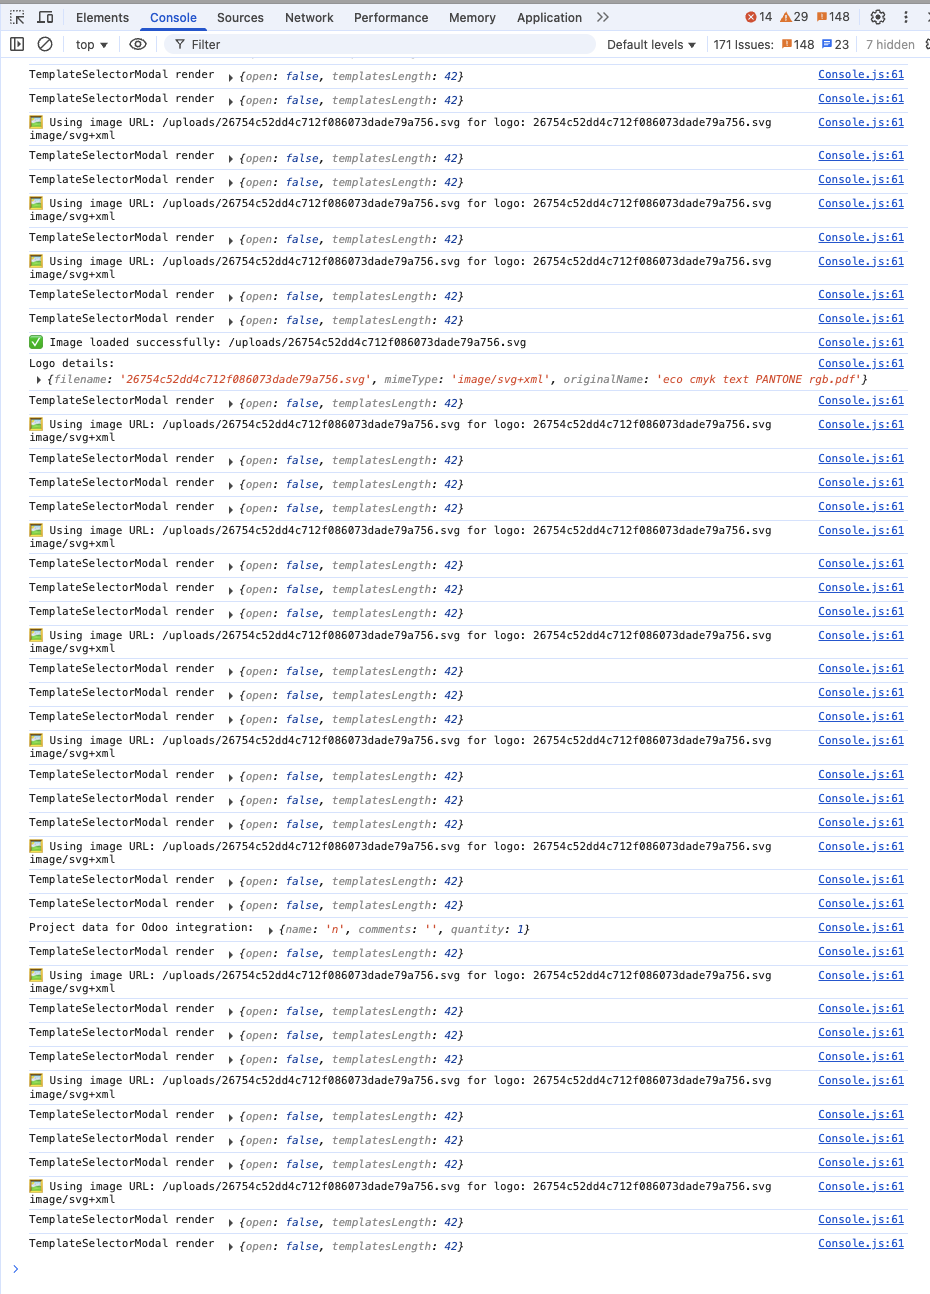 Elements Console Sources Network Performance Memory Application 14 29 148
top Filter Default levels 171 Issues: 148 23 7 hidden
TemplateSelectorModal render {open: false, templatesLength: 42} Console.js:61
TemplateSelectorModal render {open: false, templatesLength: 42} Console.js:61
🖼️ Using image URL: /uploads/26754c52dd4c712f086073dade79a756.svg for logo: 26754c52dd4c712f086073dade79a756.svg Console.js:61
image/svg+xml
TemplateSelectorModal render {open: false, templatesLength: 42} Console.js:61
TemplateSelectorModal render {open: false, templatesLength: 42} Console.js:61
🖼️ Using image URL: /uploads/26754c52dd4c712f086073dade79a756.svg for logo: 26754c52dd4c712f086073dade79a756.svg Console.js:61
image/svg+xml
TemplateSelectorModal render {open: false, templatesLength: 42} Console.js:61
🖼️ Using image URL: /uploads/26754c52dd4c712f086073dade79a756.svg for logo: 26754c52dd4c712f086073dade79a756.svg Console.js:61
image/svg+xml
TemplateSelectorModal render {open: false, templatesLength: 42} Console.js:61
TemplateSelectorModal render {open: false, templatesLength: 42} Console.js:61
✅ Image loaded successfully: /uploads/26754c52dd4c712f086073dade79a756.svg Console.js:61
Logo details: Console.js:61
{filename: '26754c52dd4c712f086073dade79a756.svg', mimeType: 'image/svg+xml', originalName: 'eco cmyk text PANTONE rgb.pdf'}
TemplateSelectorModal render {open: false, templatesLength: 42} Console.js:61
🖼️ Using image URL: /uploads/26754c52dd4c712f086073dade79a756.svg for logo: 26754c52dd4c712f086073dade79a756.svg Console.js:61
image/svg+xml
TemplateSelectorModal render {open: false, templatesLength: 42} Console.js:61
TemplateSelectorModal render {open: false, templatesLength: 42} Console.js:61
TemplateSelectorModal render {open: false, templatesLength: 42} Console.js:61
🖼️ Using image URL: /uploads/26754c52dd4c712f086073dade79a756.svg for logo: 26754c52dd4c712f086073dade79a756.svg Console.js:61
image/svg+xml
TemplateSelectorModal render {open: false, templatesLength: 42} Console.js:61
TemplateSelectorModal render {open: false, templatesLength: 42} Console.js:61
TemplateSelectorModal render {open: false, templatesLength: 42} Console.js:61
🖼️ Using image URL: /uploads/26754c52dd4c712f086073dade79a756.svg for logo: 26754c52dd4c712f086073dade79a756.svg Console.js:61
image/svg+xml
TemplateSelectorModal render {open: false, templatesLength: 42} Console.js:61
TemplateSelectorModal render {open: false, templatesLength: 42} Console.js:61
TemplateSelectorModal render {open: false, templatesLength: 42} Console.js:61
🖼️ Using image URL: /uploads/26754c52dd4c712f086073dade79a756.svg for logo: 26754c52dd4c712f086073dade79a756.svg Console.js:61
image/svg+xml
TemplateSelectorModal render {open: false, templatesLength: 42} Console.js:61
TemplateSelectorModal render {open: false, templatesLength: 42} Console.js:61
TemplateSelectorModal render {open: false, templatesLength: 42} Console.js:61
🖼️ Using image URL: /uploads/26754c52dd4c712f086073dade79a756.svg for logo: 26754c52dd4c712f086073dade79a756.svg Console.js:61
image/svg+xml
TemplateSelectorModal render {open: false, templatesLength: 42} Console.js:61
TemplateSelectorModal render {open: false, templatesLength: 42} Console.js:61
Project data for Odoo integration: {name: 'n', comments: '', quantity: 1} Console.js:61
TemplateSelectorModal render {open: false, templatesLength: 42} Console.js:61
🖼️ Using image URL: /uploads/26754c52dd4c712f086073dade79a756.svg for logo: 26754c52dd4c712f086073dade79a756.svg Console.js:61
image/svg+xml
TemplateSelectorModal render {open: false, templatesLength: 42} Console.js:61
TemplateSelectorModal render {open: false, templatesLength: 42} Console.js:61
TemplateSelectorModal render {open: false, templatesLength: 42} Console.js:61
🖼️ Using image URL: /uploads/26754c52dd4c712f086073dade79a756.svg for logo: 26754c52dd4c712f086073dade79a756.svg Console.js:61
image/svg+xml
TemplateSelectorModal render {open: false, templatesLength: 42} Console.js:61
TemplateSelectorModal render {open: false, templatesLength: 42} Console.js:61
TemplateSelectorModal render {open: false, templatesLength: 42} Console.js:61
🖼️ Using image URL: /uploads/26754c52dd4c712f086073dade79a756.svg for logo: 26754c52dd4c712f086073dade79a756.svg Console.js:61
image/svg+xml
TemplateSelectorModal render {open: false, templatesLength: 42} Console.js:61
TemplateSelectorModal render {open: false, templatesLength: 42} Console.js:61